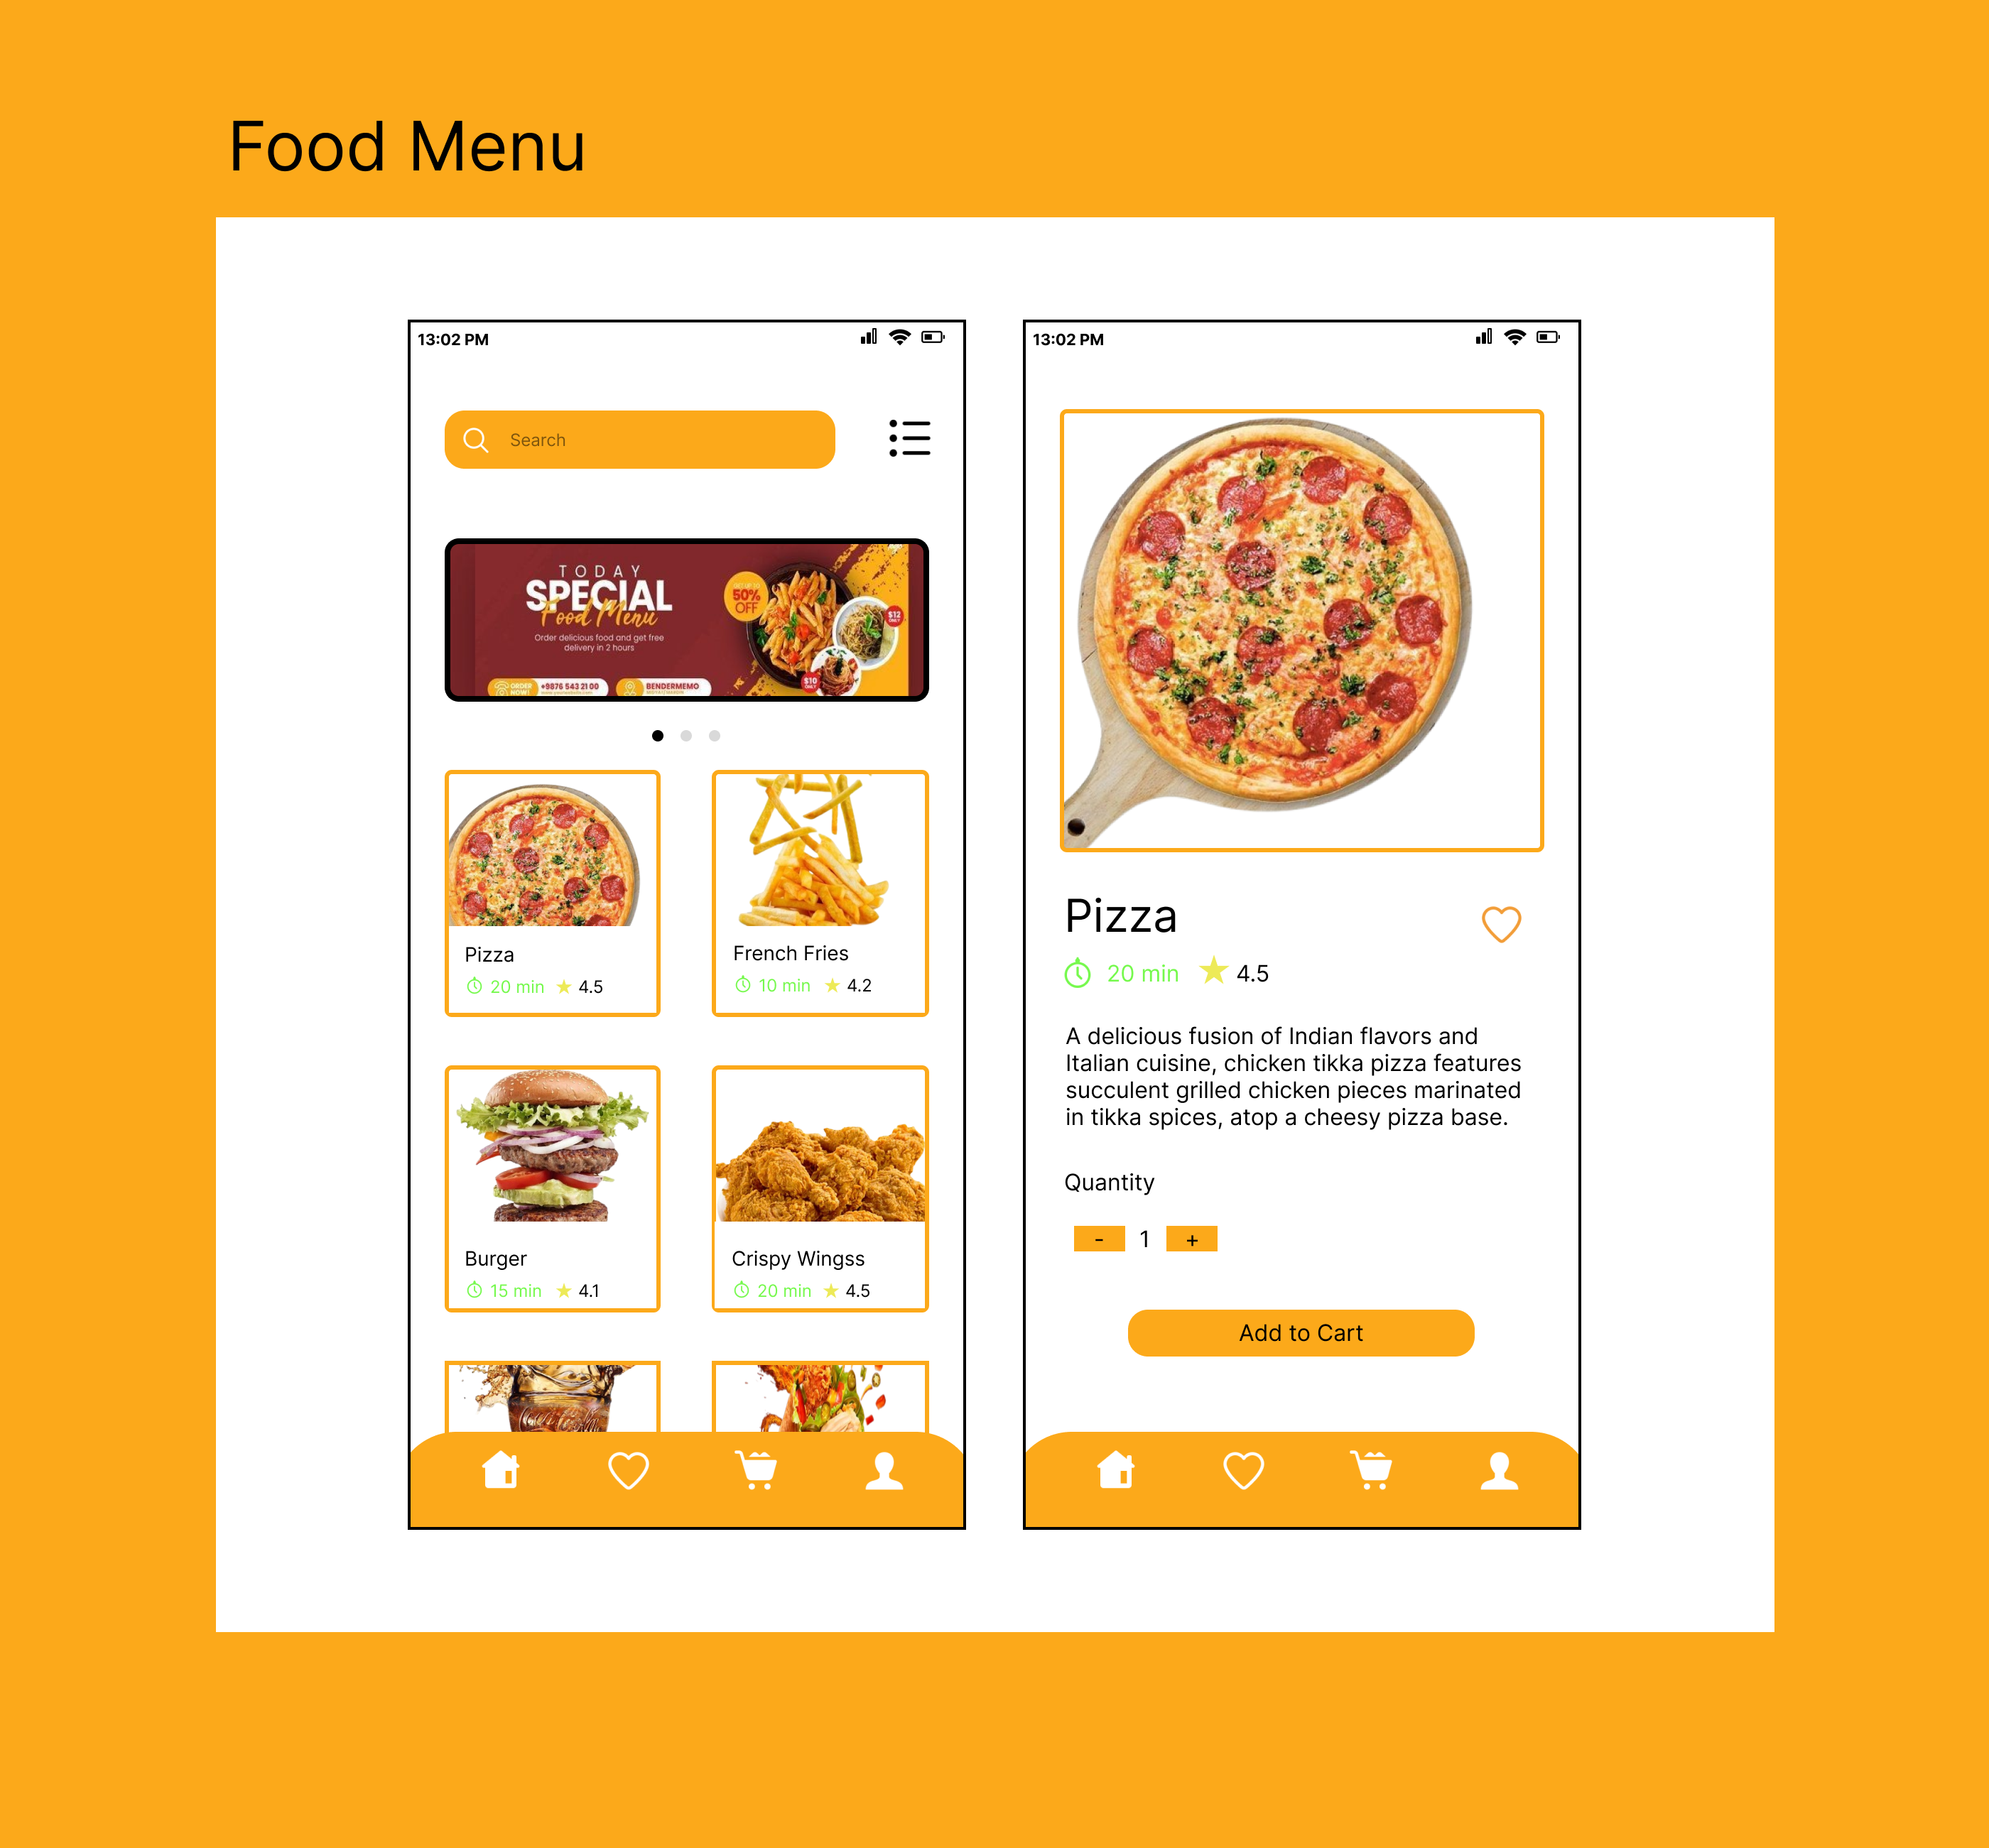 Food Menu
13:02 PM
Search
TODAY
SPECIAL
Food Menu
Order delicious food and get free
delivery in 2 hours
50%
OFF
$12
ONLY
$10
ORDER
NOW!
+9876 543 21 00
BENDERMEMO
Pizza
20 min
4.5
French Fries
10 min
4.2
Burger
15 min
4.1
Crispy Wingss
20 min
4.5
13:02 PM
Pizza
20 min
4.5
A delicious fusion of Indian flavors and
Italian cuisine, chicken tikka pizza features
succulent grilled chicken pieces marinated
in tikka spices, atop a cheesy pizza base.
Quantity
- 1 +
Add to Cart